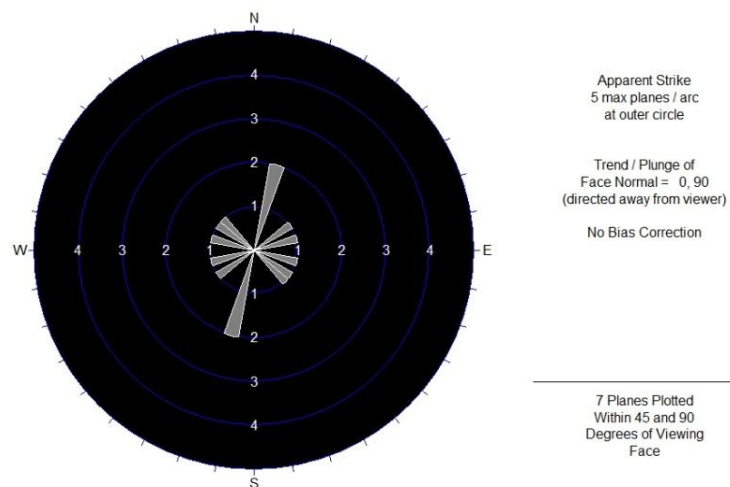 N
4
3
2
1
W 4 3 2 1 1 2 3 4 E
1
2
3
4
S
Apparent Strike
5 max planes / arc
at outer circle
Trend / Plunge of
Face Normal = 0, 90
(directed away from viewer)
No Bias Correction
7 Planes Plotted
Within 45 and 90
Degrees of Viewing
Face